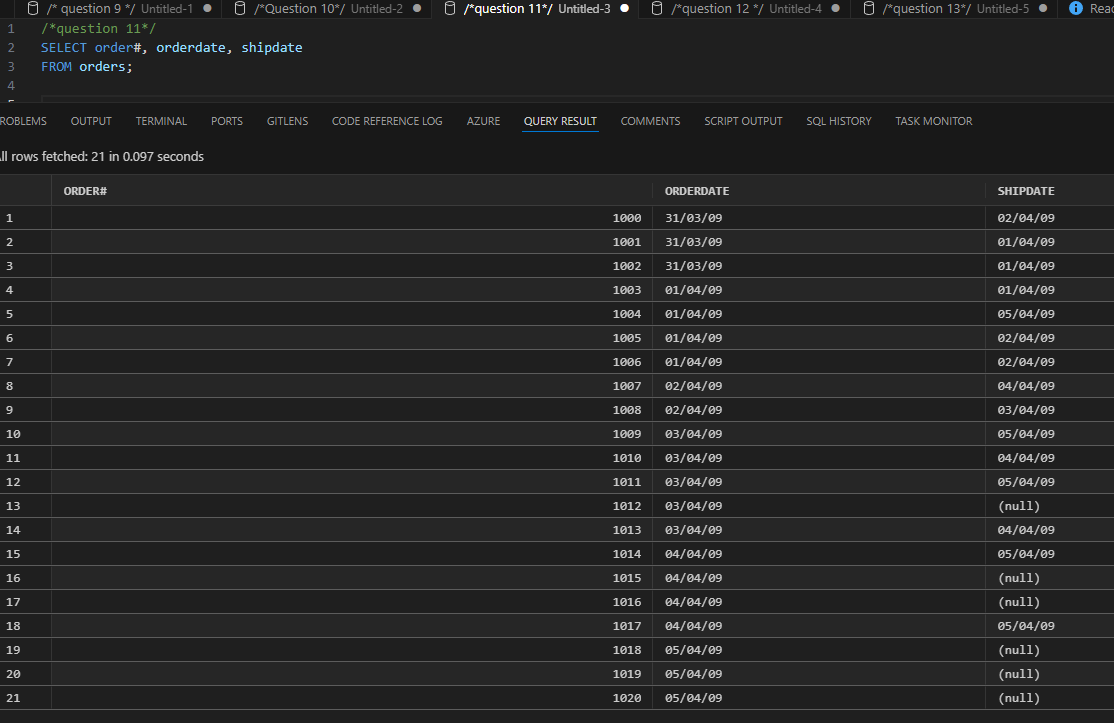 /* question 9 */ Untitled-1 /*Question 10*/ Untitled-2 /*question 11*/ Untitled-3 /*question 12 */ Untitled-4 /*question 13*/ Untitled-5 Reac
1 /*question 11*/
2 SELECT order#, orderdate, shipdate
3 FROM orders;
4
5
ROBLEMS OUTPUT TERMINAL PORTS GITLENS CODE REFERENCE LOG AZURE QUERY RESULT COMMENTS SCRIPT OUTPUT SQL HISTORY TASK MONITOR
ll rows fetched: 21 in 0.097 seconds
ORDER# ORDERDATE SHIPDATE
1 1000 31/03/09 02/04/09
2 1001 31/03/09 01/04/09
3 1002 31/03/09 01/04/09
4 1003 01/04/09 01/04/09
5 1004 01/04/09 05/04/09
6 1005 01/04/09 02/04/09
7 1006 01/04/09 02/04/09
8 1007 02/04/09 04/04/09
9 1008 02/04/09 03/04/09
10 1009 03/04/09 05/04/09
11 1010 03/04/09 04/04/09
12 1011 03/04/09 05/04/09
13 1012 03/04/09 (null)
14 1013 03/04/09 04/04/09
15 1014 04/04/09 05/04/09
16 1015 04/04/09 (null)
17 1016 04/04/09 (null)
18 1017 04/04/09 05/04/09
19 1018 05/04/09 (null)
20 1019 05/04/09 (null)
21 1020 05/04/09 (null)